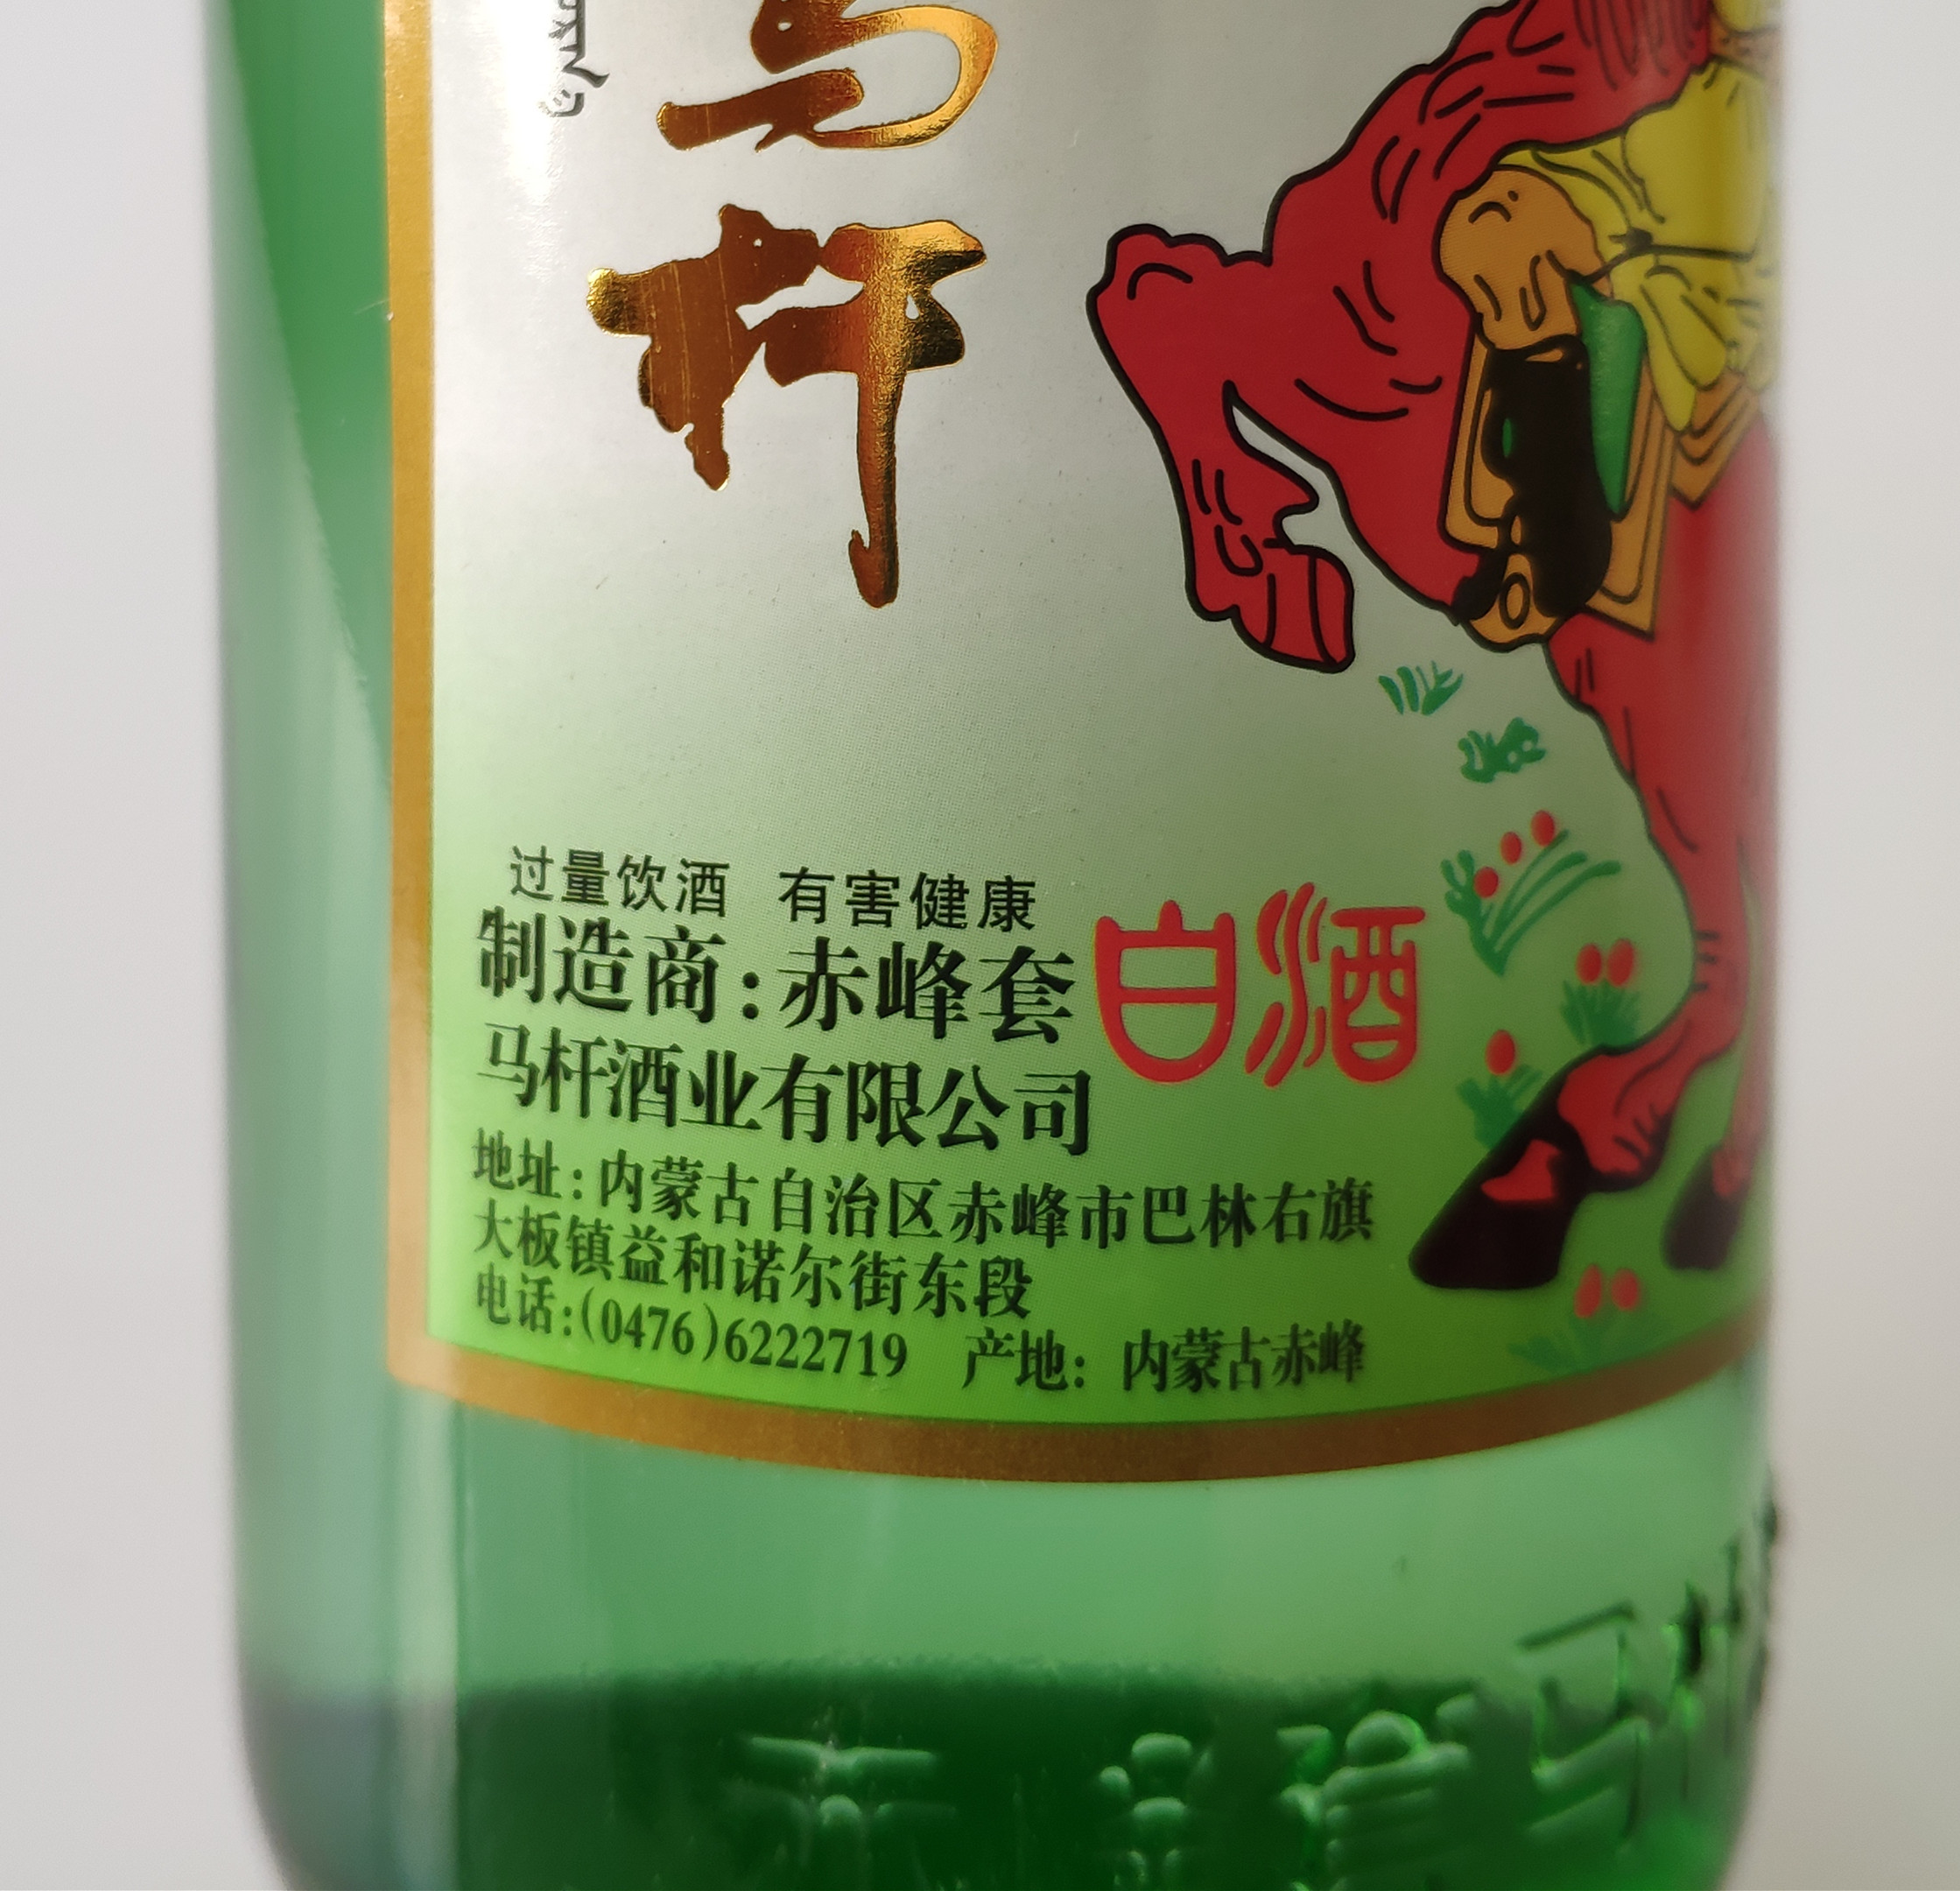 马
杆
过量饮酒 有害健康
制造商:赤峰套
马杆酒业有限公司
白酒
地址:内蒙古自治区赤峰市巴林右旗
大板镇益和诺尔街东段
电话:(0476)6222719 产地: 内蒙古赤峰